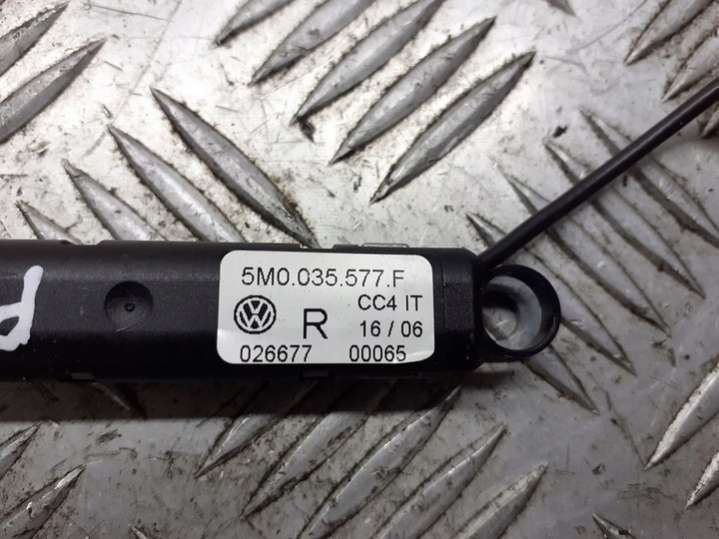 5M0.035.577.F
CC4 IT
R 16 / 06
026677 00065